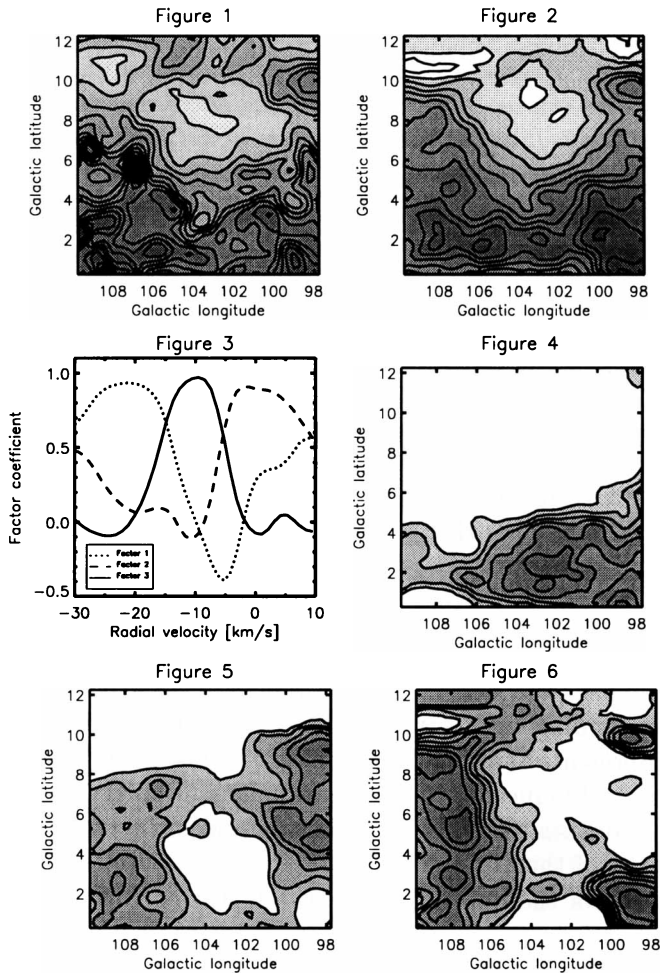 Figure 1
Galactic latitude
12
10
8
6
4
2
108 106 104 102 100 98
Galactic longitude
Figure 2
Galactic latitude
12
10
8
6
4
2
108 106 104 102 100 98
Galactic longitude
Figure 3
Factor coefficient
1.0
0.5
0.0
-0.5
Factor 1
Factor 2
Factor 3
-30 -20 -10 0 10
Radial velocity [km/s]
Figure 4
Galactic latitude
12
10
8
6
4
2
108 106 104 102 100 98
Galactic longitude
Figure 5
Galactic latitude
12
10
8
6
4
2
108 106 104 102 100 98
Galactic longitude
Figure 6
Galactic latitude
12
10
8
6
4
2
108 106 104 102 100 98
Galactic longitude